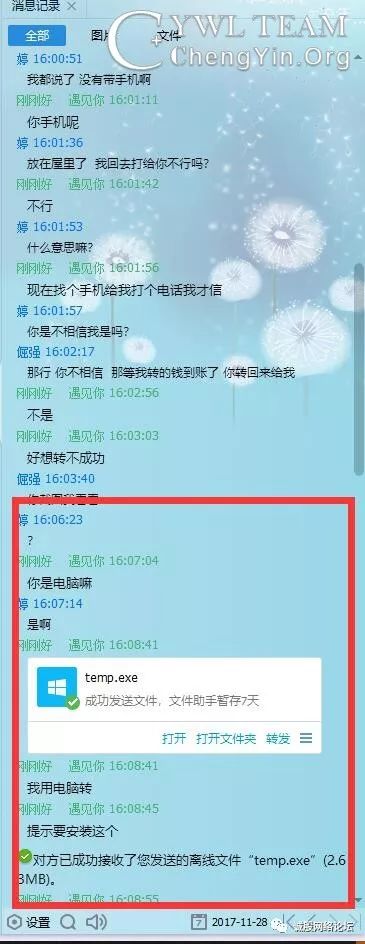 消息记录
全部 图片 文件
CYWL TEAM
ChengYin.Org
婷 16:00:51
我都说了 没有带手机啊
刚刚好 遇见你 16:01:11
你手机呢
婷 16:01:36
放在屋里了 我回去打给你不行吗?
刚刚好 遇见你 16:01:42
不行
婷 16:01:53
什么意思嘛?
刚刚好 遇见你 16:01:56
现在找个手机给我打个电话我才信
婷 16:01:57
你是不相信我是吗?
倔强 16:02:17
那行 你不相信 那等我转的钱到账了 你转回来给我
刚刚好 遇见你 16:02:56
不是
刚刚好 遇见你 16:03:03
好想转不成功
倔强 16:03:40
婷 16:06:23
?
刚刚好 遇见你 16:07:04
你是电脑嘛
婷 16:07:14
是啊
刚刚好 遇见你 16:08:41
temp.exe
成功发送文件，文件助手暂存7天
打开 打开文件夹 转发
刚刚好 遇见你 16:08:41
我用电脑转
刚刚好 遇见你 16:08:45
提示要安装这个
对方已成功接收了您发送的离线文件“temp.exe”(2.6
3MB)。
刚刚好 遇见你 16:08:55
设置
7 2017-11-28
网络论坛